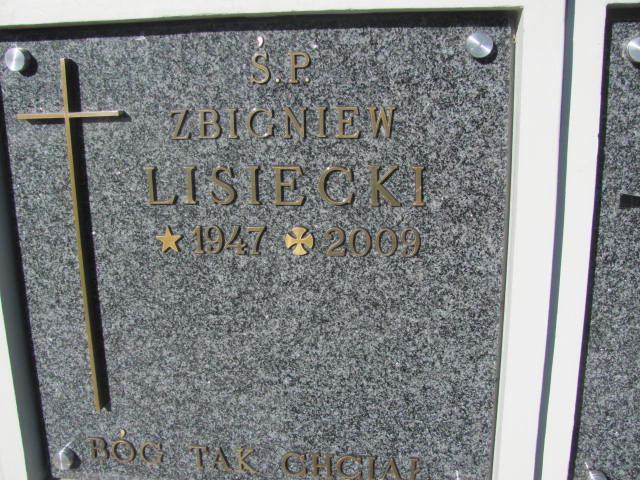 Ś.P.
ZBIGNIEW
LISIECKI
★ 1947 ✠ 2009
BÓG TAK CHCIAŁ